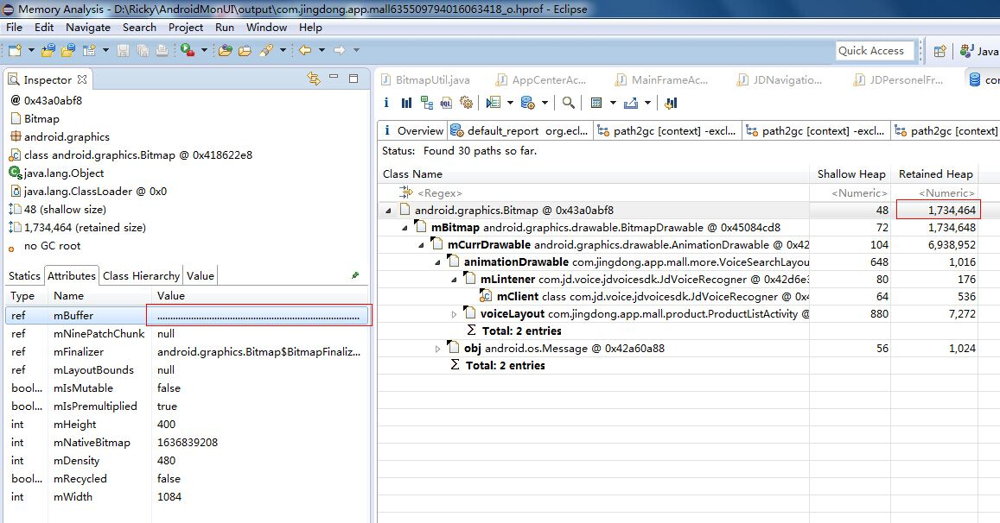 Memory Analysis - D:\Ricky\AndroidMonUI\output\com.jingdong.app.mall635509794016063418_o.hprof - Eclipse
File Edit Navigate Search Project Run Window Help
Quick Access
Java
Inspector
@ 0x43a0abf8
Bitmap
android.graphics
class android.graphics.Bitmap @ 0x418622e8
java.lang.Object
java.lang.ClassLoader @ 0x0
48 (shallow size)
1,734,464 (retained size)
no GC root
Statics Attributes Class Hierarchy Value
Type Name Value
ref mBuffer ..............................................................................
ref mNinePatchChunk null
ref mFinalizer android.graphics.Bitmap$BitmapFinaliz...
ref mLayoutBounds null
bool... mIsMutable false
bool... mIsPremultiplied true
int mHeight 400
int mNativeBitmap 1636839208
int mDensity 480
bool... mRecycled false
int mWidth 1084
BitmapUtil.java AppCenterAc... MainFrameAc... JDNavigatio... JDPersonelFr... co
i OQL
i Overview default_report org.ecl... path2gc [context] -excl... path2gc [context] -excl... path2gc [context]
Status: Found 30 paths so far.
Class Name Shallow Heap Retained Heap
<Regex> <Numeric> <Numeric>
android.graphics.Bitmap @ 0x43a0abf8 48 1,734,464
mBitmap android.graphics.drawable.BitmapDrawable @ 0x45084cd8 72 1,734,648
mCurrDrawable android.graphics.drawable.AnimationDrawable @ 0x42 104 6,938,952
animationDrawable com.jingdong.app.mall.more.VoiceSearchLayou 648 1,016
mLintener com.jd.voice.jdvoicesdk.JdVoiceRecogner @ 0x42d6e3 80 176
mClient class com.jd.voice.jdvoicesdk.JdVoiceRecogner @ 0x4 64 536
voiceLayout com.jingdong.app.mall.product.ProductListActivity @ 880 7,272
Σ Total: 2 entries
obj android.os.Message @ 0x42a60a88 56 1,024
Σ Total: 2 entries